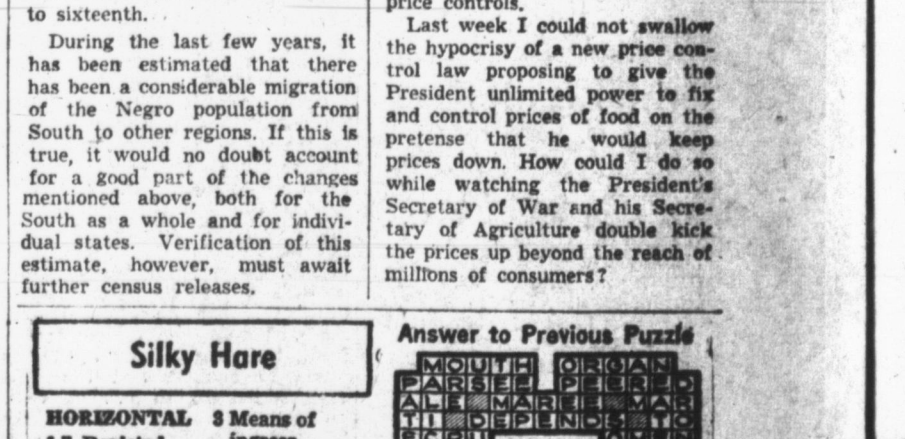 to sixteenth.
During the last few years, it
has been estimated that there
has been a considerable migration
of the Negro population from
South to other regions. If this is
true, it would no doubt account
for a good part of the changes
mentioned above, both for the
South as a whole and for indivi-
dual states. Verification of this
estimate, however, must await
further census releases.
price controls.
Last week I could not swallow
the hypocrisy of a new price con-
trol law proposing to give the
President unlimited power to fix
and control prices of food on the
pretense that he would keep
prices down. How could I do so
while watching the President's
Secretary of War and his Secre-
tary of Agriculture double kick
the prices up beyond the reach of
millions of consumers?
Silky Hare
HORIZONTAL
3 Means of
Answer to Previous Puzzle
MOUTH ORGAN
PARSEE PEERED
ALE MAREE MAR
TI DEPENDS TO